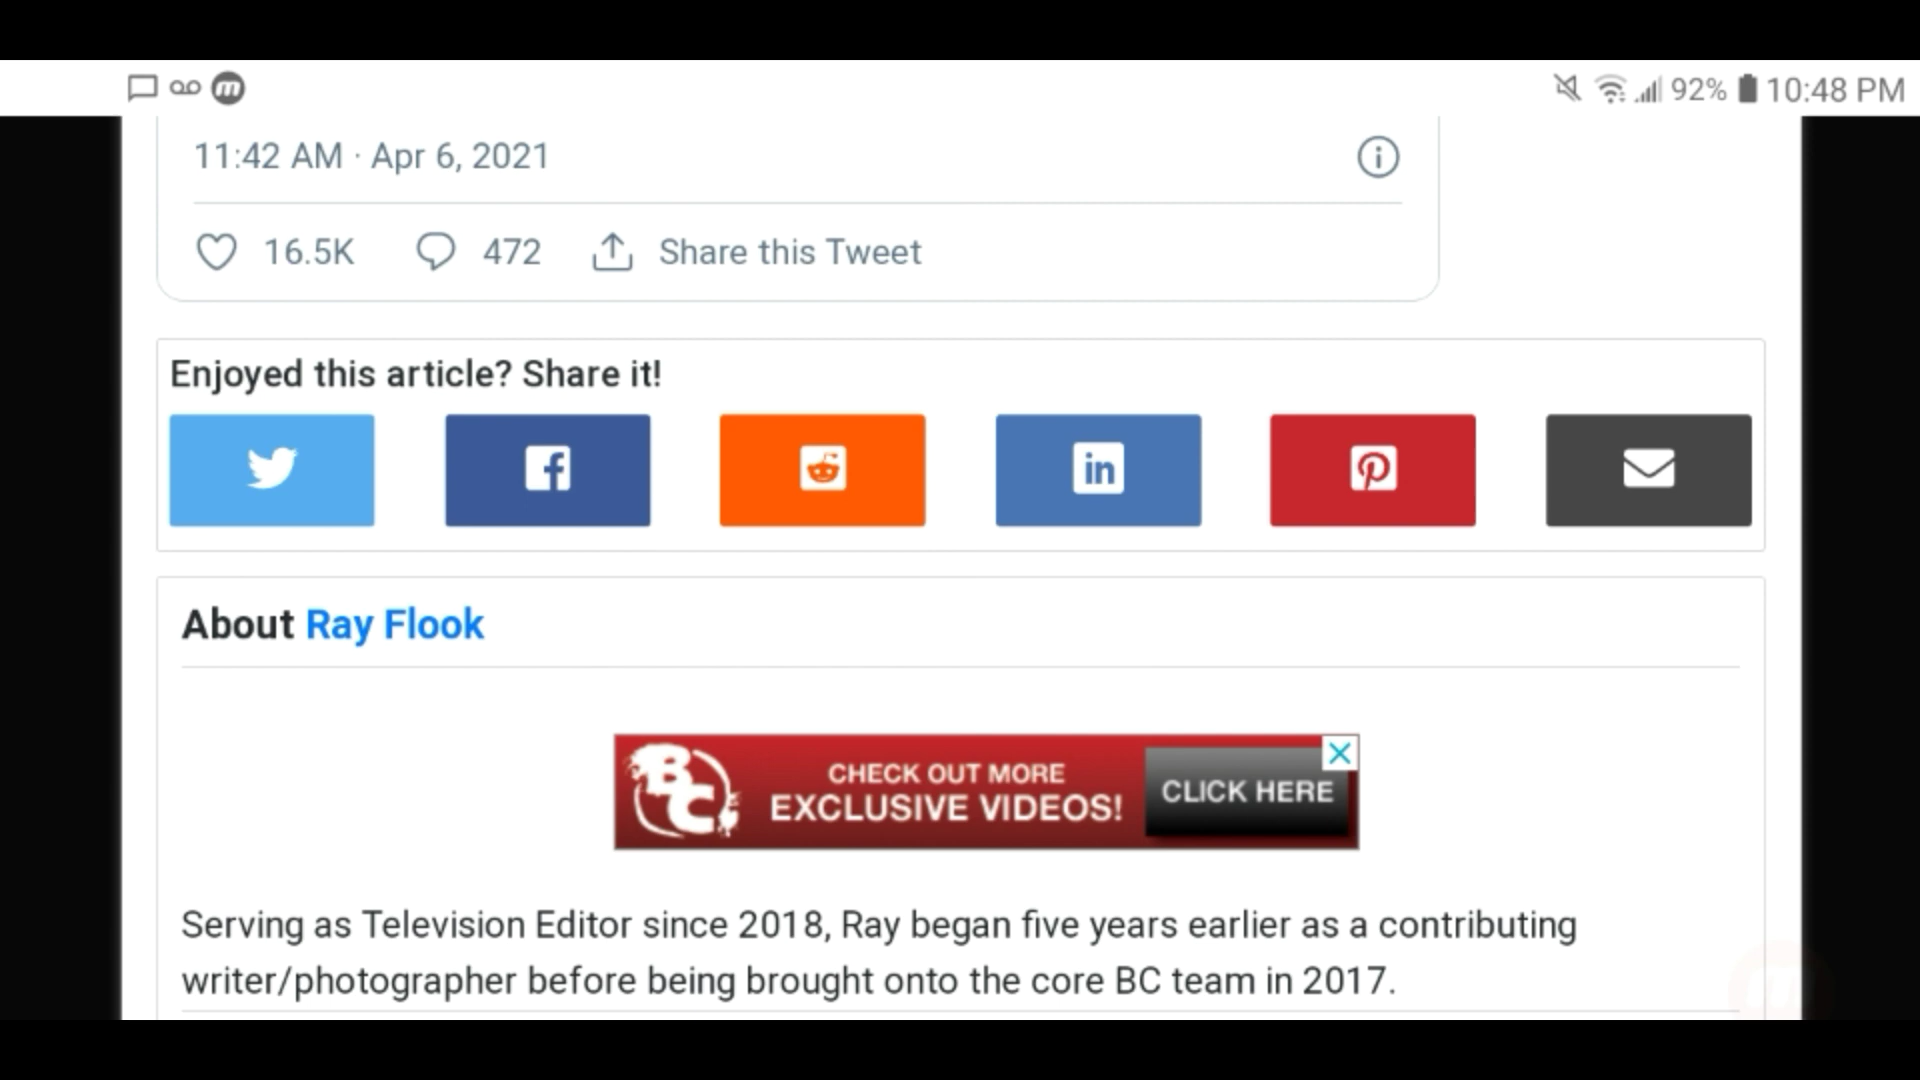 92% 10:48 PM
11:42 AM · Apr 6, 2021
16.5K 472 Share this Tweet
Enjoyed this article? Share it!
in
About Ray Flook
BC
CHECK OUT MORE
EXCLUSIVE VIDEOS!
CLICK HERE
Serving as Television Editor since 2018, Ray began five years earlier as a contributing
writer/photographer before being brought onto the core BC team in 2017.